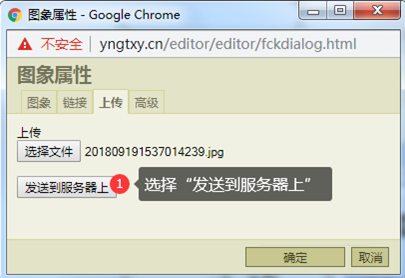 图象属性 - Google Chrome
不安全 | yngtxy.cn/editor/editor/fckdialog.html
图象属性
图象 链接 上传 高级
上传
选择文件 201809191537014239.jpg
发送到服务器上 1 选择“发送到服务器上”
确定 取消